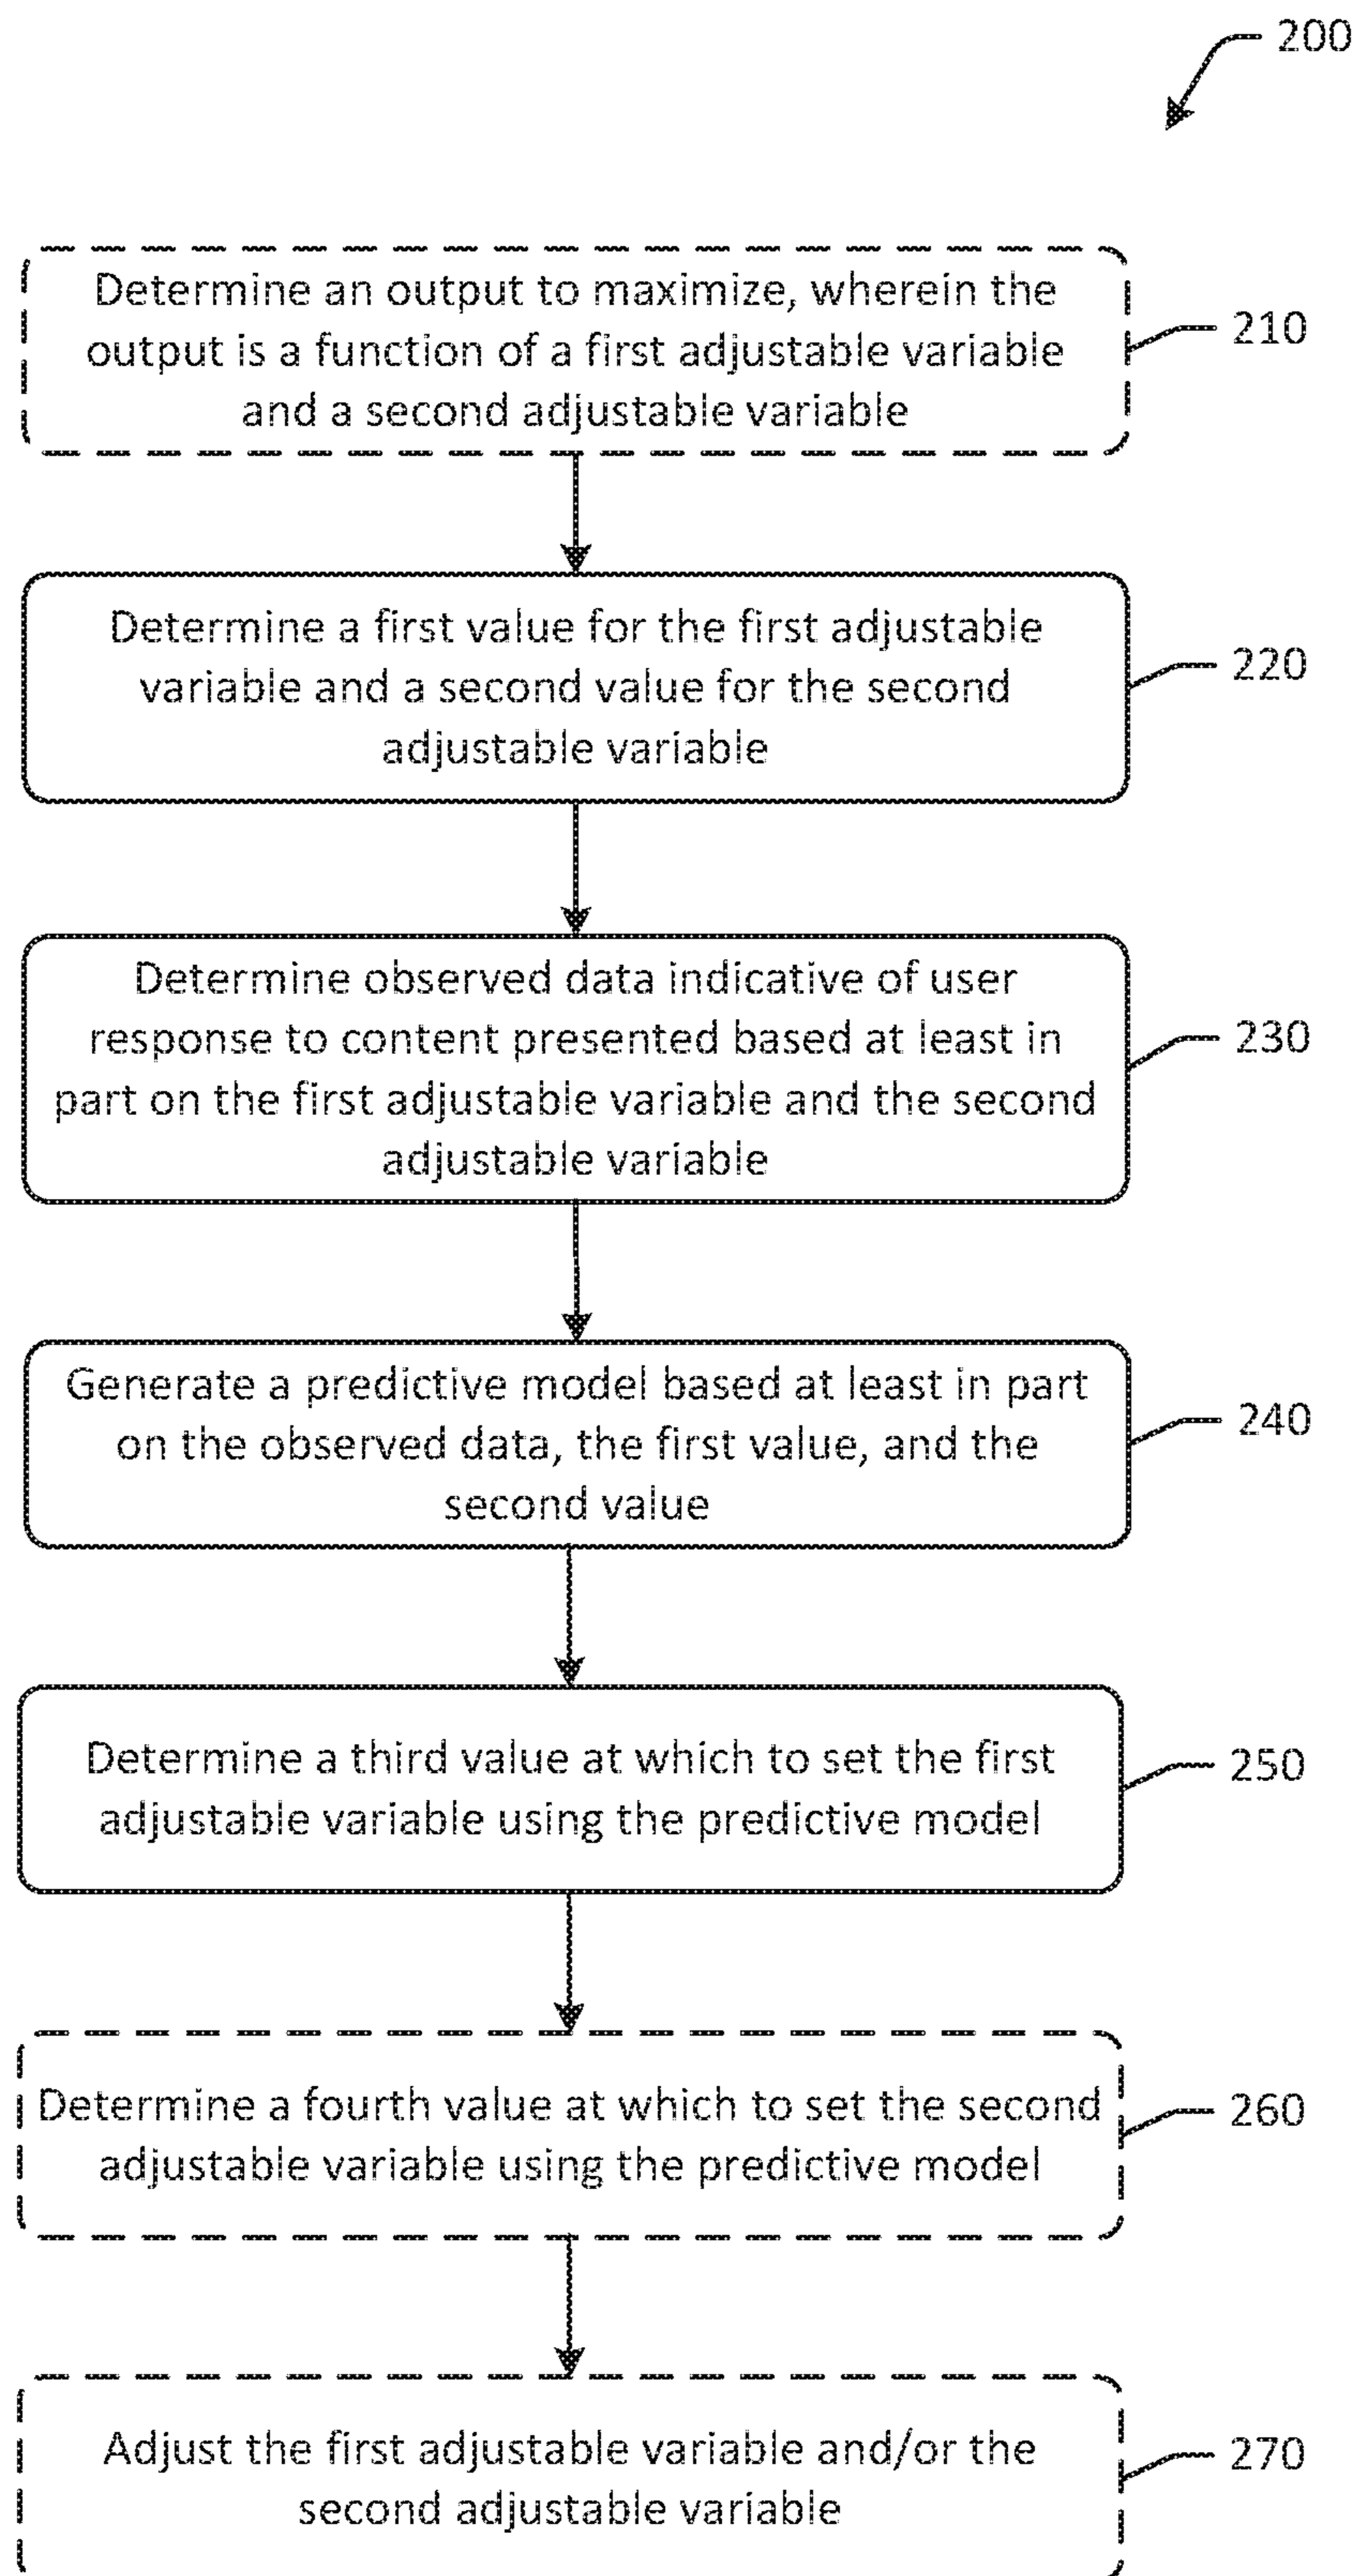 200
Determine an output to maximize, wherein the
output is a function of a first adjustable variable
and a second adjustable variable
210
Determine a first value for the first adjustable
variable and a second value for the second
adjustable variable
220
Determine observed data indicative of user
response to content presented based at least in
part on the first adjustable variable and the second
adjustable variable
230
Generate a predictive model based at least in part
on the observed data, the first value, and the
second value
240
Determine a third value at which to set the first
adjustable variable using the predictive model
250
Determine a fourth value at which to set the second
adjustable variable using the predictive model
260
Adjust the first adjustable variable and/or the
second adjustable variable
270